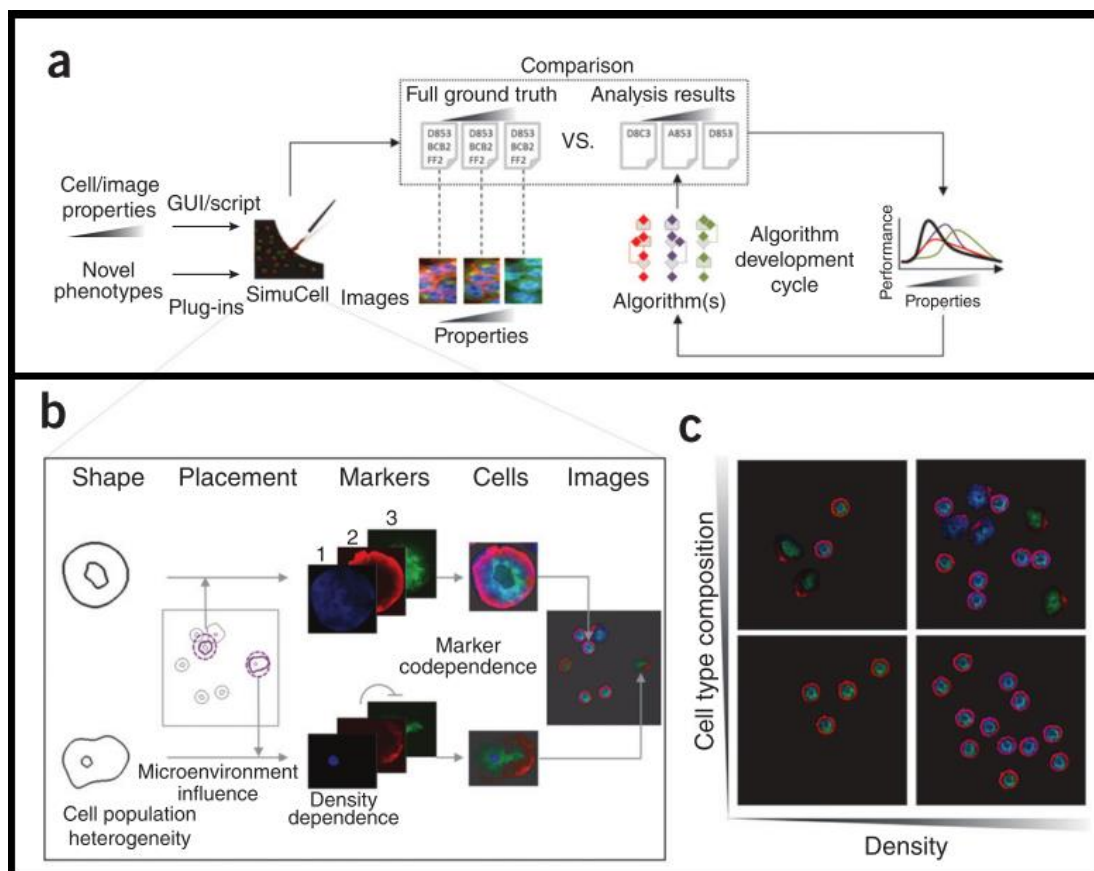 a
Comparison
Full ground truth
Analysis results
D853
BCB2
FF2
D853
BCB2
FF2
D853
BCB2
FF2
VS.
D8C3
A853
D853
Cell/image
properties
GUI/script
Novel
phenotypes
Plug-ins
SimuCell
Images
Properties
Algorithm(s)
Algorithm
development
cycle
Performance
Properties
b
Shape
Placement
Markers
Cells
Images
1
2
3
Marker
codependence
Microenvironment
influence
Density
dependence
Cell population
heterogeneity
c
Cell type composition
Density